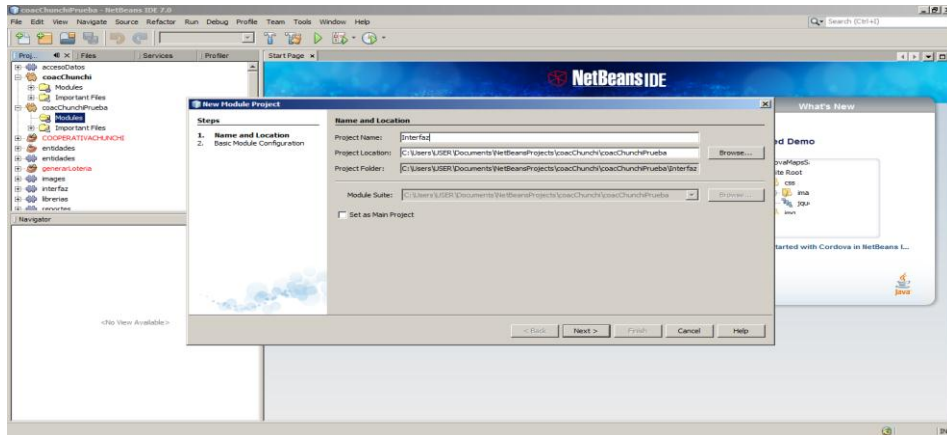 coacChunchiPrueba - NetBeans IDE 7.0
File Edit View Navigate Source Refactor Run Debug Profile Team Tools Window Help
Search (Ctrl+I)
Proj... Files Services Profiler
Start Page
accesoDatos
coacChunchi
Modules
Important Files
coacChunchiPrueba
Modules
Important Files
COOPERATIVACHUNCHI
entidades
entidades
generarLoteria
images
interfaz
librerias
reportes
Navigator
<No View Available>
NetBeans IDE
What's New
ed Demo
ovaMapsS
ite Root
css
ima
jqu
img
tarted with Cordova in NetBeans I...
Java
New Module Project
Steps
1. Name and Location
2. Basic Module Configuration
Name and Location
Project Name: Interfaz
Project Location: C:\Users\USER\Documents\NetBeansProjects\coacChunchi\coacChunchiPrueba Browse...
Project Folder: C:\Users\USER\Documents\NetBeansProjects\coacChunchi\coacChunchiPrueba\Interfaz
Module Suite: C:\Users\USER\Documents\NetBeansProjects\coacChunchi\coacChunchiPrueba Browse...
Set as Main Project
< Back Next > Finish Cancel Help